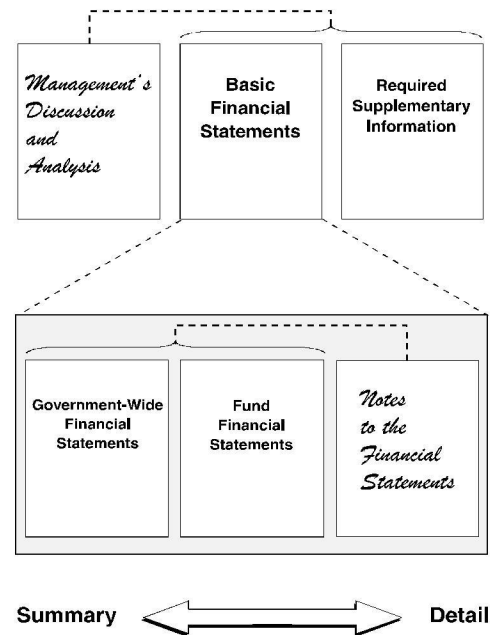 Management's
Discussion
and
Analysis
Basic
Financial
Statements
Required
Supplementary
Information
Government-Wide
Financial
Statements
Fund
Financial
Statements
Notes
to the
Financial
Statements
Summary
Detail